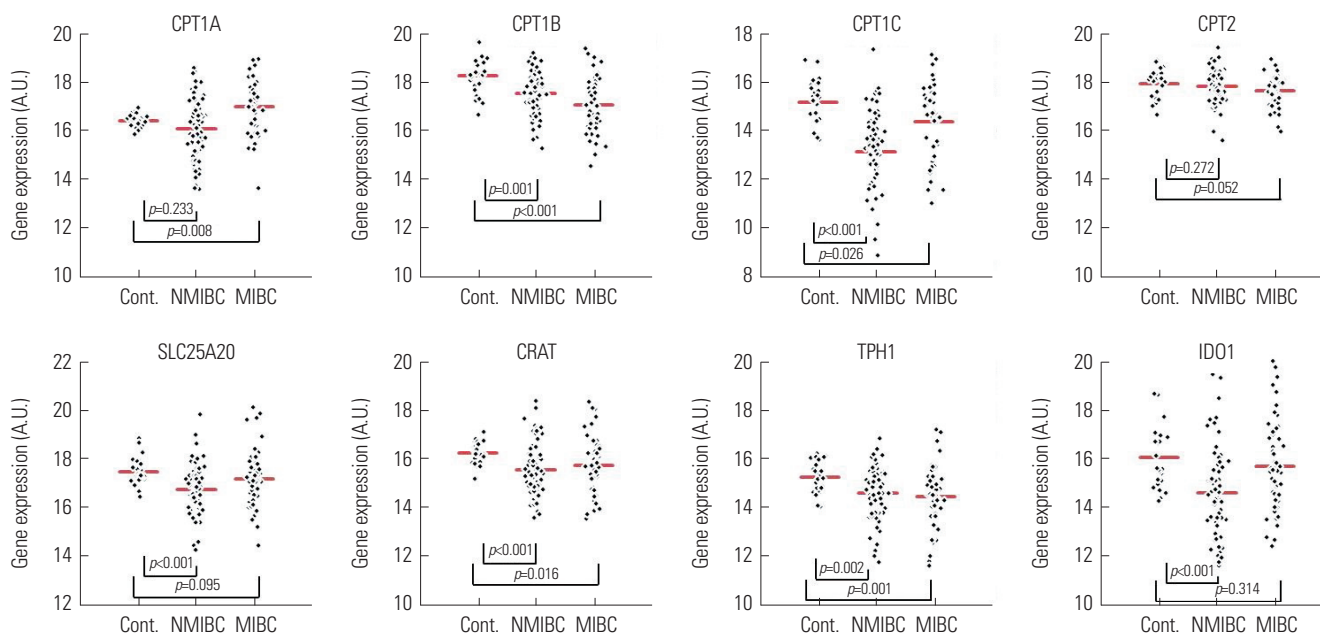 CPT1A
Gene expression (A.U.)
20
18
16
14
12
10
p=0.233
p=0.008
Cont. NMIBC MIBC
CPT1B
Gene expression (A.U.)
20
18
16
14
12
10
p=0.001
p<0.001
Cont. NMIBC MIBC
CPT1C
Gene expression (A.U.)
18
16
14
12
10
8
p<0.001
p=0.026
Cont. NMIBC MIBC
CPT2
Gene expression (A.U.)
20
18
16
14
12
10
p=0.272
p=0.052
Cont. NMIBC MIBC
SLC25A20
Gene expression (A.U.)
22
20
18
16
14
12
p<0.001
p=0.095
Cont. NMIBC MIBC
CRAT
Gene expression (A.U.)
20
18
16
14
12
10
p<0.001
p=0.016
Cont. NMIBC MIBC
TPH1
Gene expression (A.U.)
20
18
16
14
12
10
p=0.002
p=0.001
Cont. NMIBC MIBC
IDO1
Gene expression (A.U.)
20
18
16
14
12
10
p<0.001
p=0.314
Cont. NMIBC MIBC